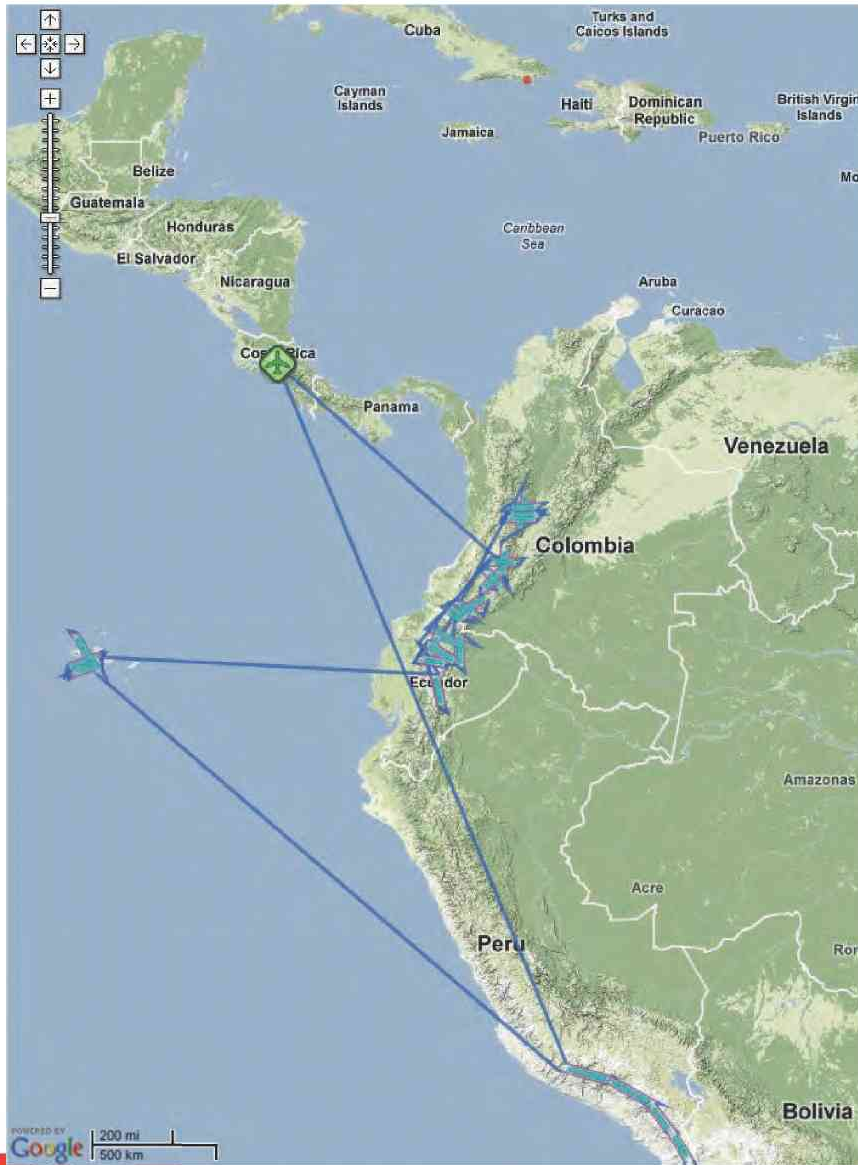 Turks and
Caicos Islands
Cuba
Cayman
Islands
Haiti
Dominican
Republic
British Virgin
Islands
Jamaica
Puerto Rico
Belize
Guatemala
Honduras
Caribbean
Sea
El Salvador
Nicaragua
Aruba
Curacao
Panama
Venezuela
Colombia
Ecuador
Amazonas
Acre
Peru
Bolivia
POWERED BY
Google
200 mi
500 km